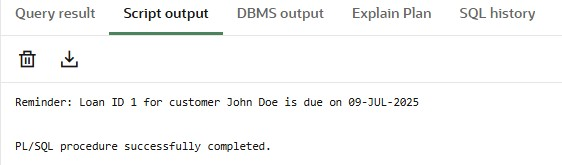 Query result Script output DBMS output Explain Plan SQL history
Reminder: Loan ID 1 for customer John Doe is due on 09-JUL-2025
PL/SQL procedure successfully completed.